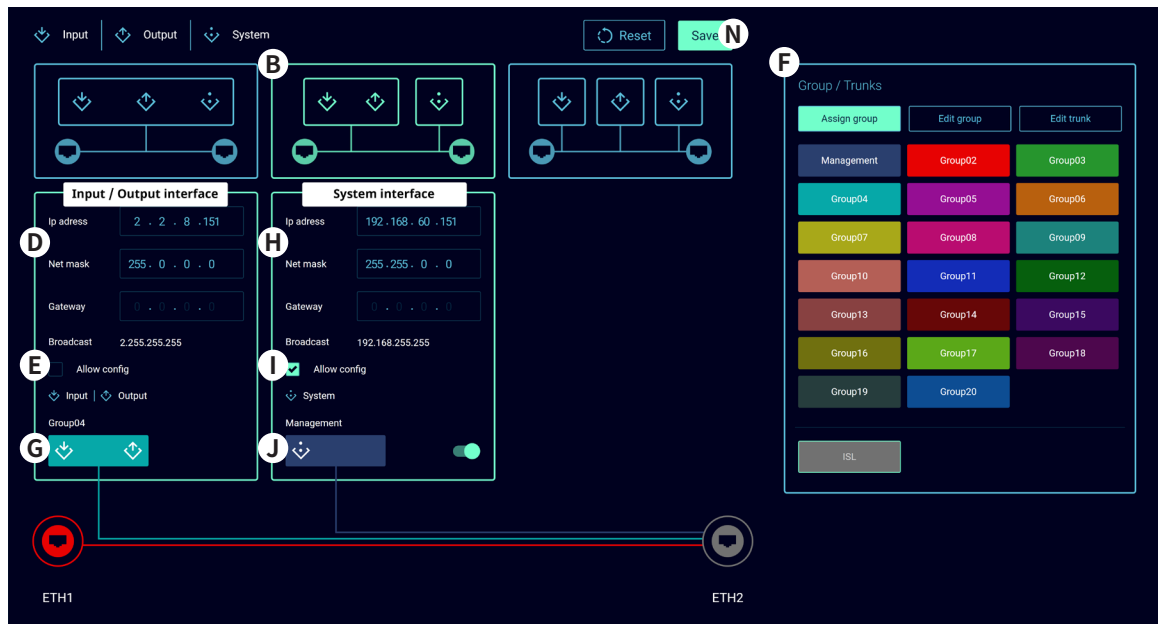 Input | Output | System
Reset
Save N
B
F
Group / Trunks
Assign group Edit group Edit trunk
Management Group02 Group03
Group04 Group05 Group06
Group07 Group08 Group09
Group10 Group11 Group12
Group13 Group14 Group15
Group16 Group17 Group18
Group19 Group20
ISL
Input / Output interface
Ip adress 2 . 2 . 8 .151
D
Net mask 255. 0 . 0 . 0
Gateway 0 . 0 . 0 . 0
Broadcast 2.255.255.255
E Allow config
Input | Output
Group04
G
System interface
Ip adress 192.168. 60 .151
H
Net mask 255.255. 0 . 0
Gateway 0 . 0 . 0 . 0
Broadcast 192.168.255.255
I Allow config
System
Management
J
ETH1 ETH2